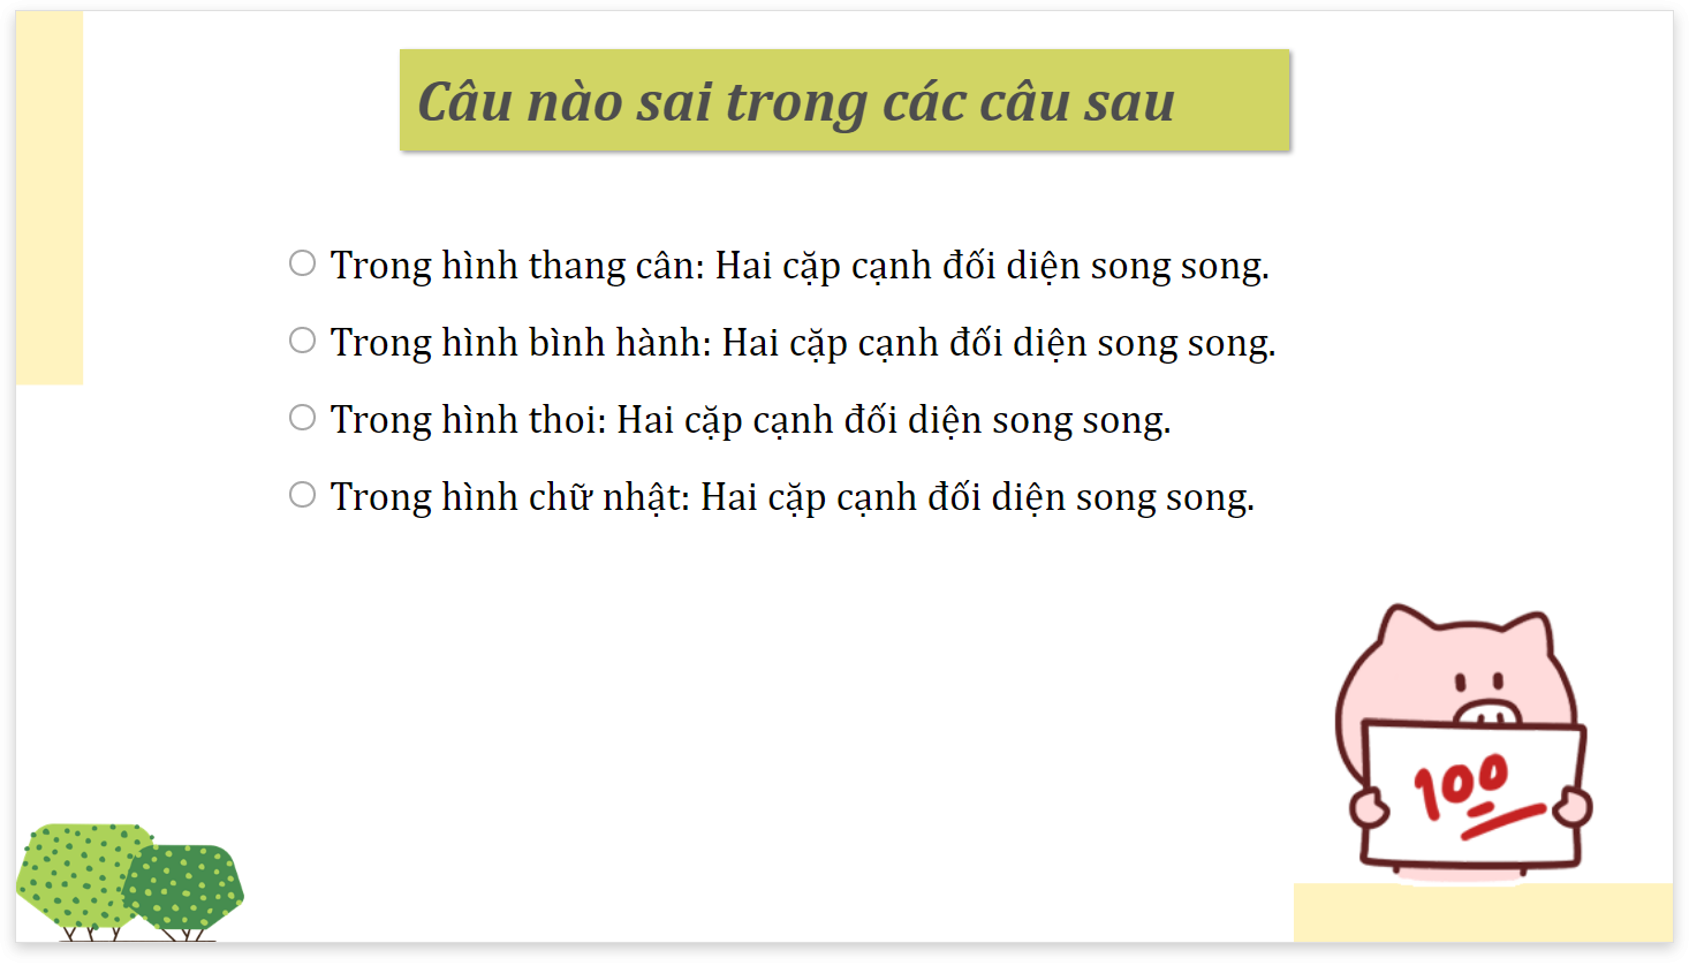 Câu nào sai trong các câu sau
Trong hình thang cân: Hai cặp cạnh đối diện song song.
Trong hình bình hành: Hai cặp cạnh đối diện song song.
Trong hình thoi: Hai cặp cạnh đối diện song song.
Trong hình chữ nhật: Hai cặp cạnh đối diện song song.
100